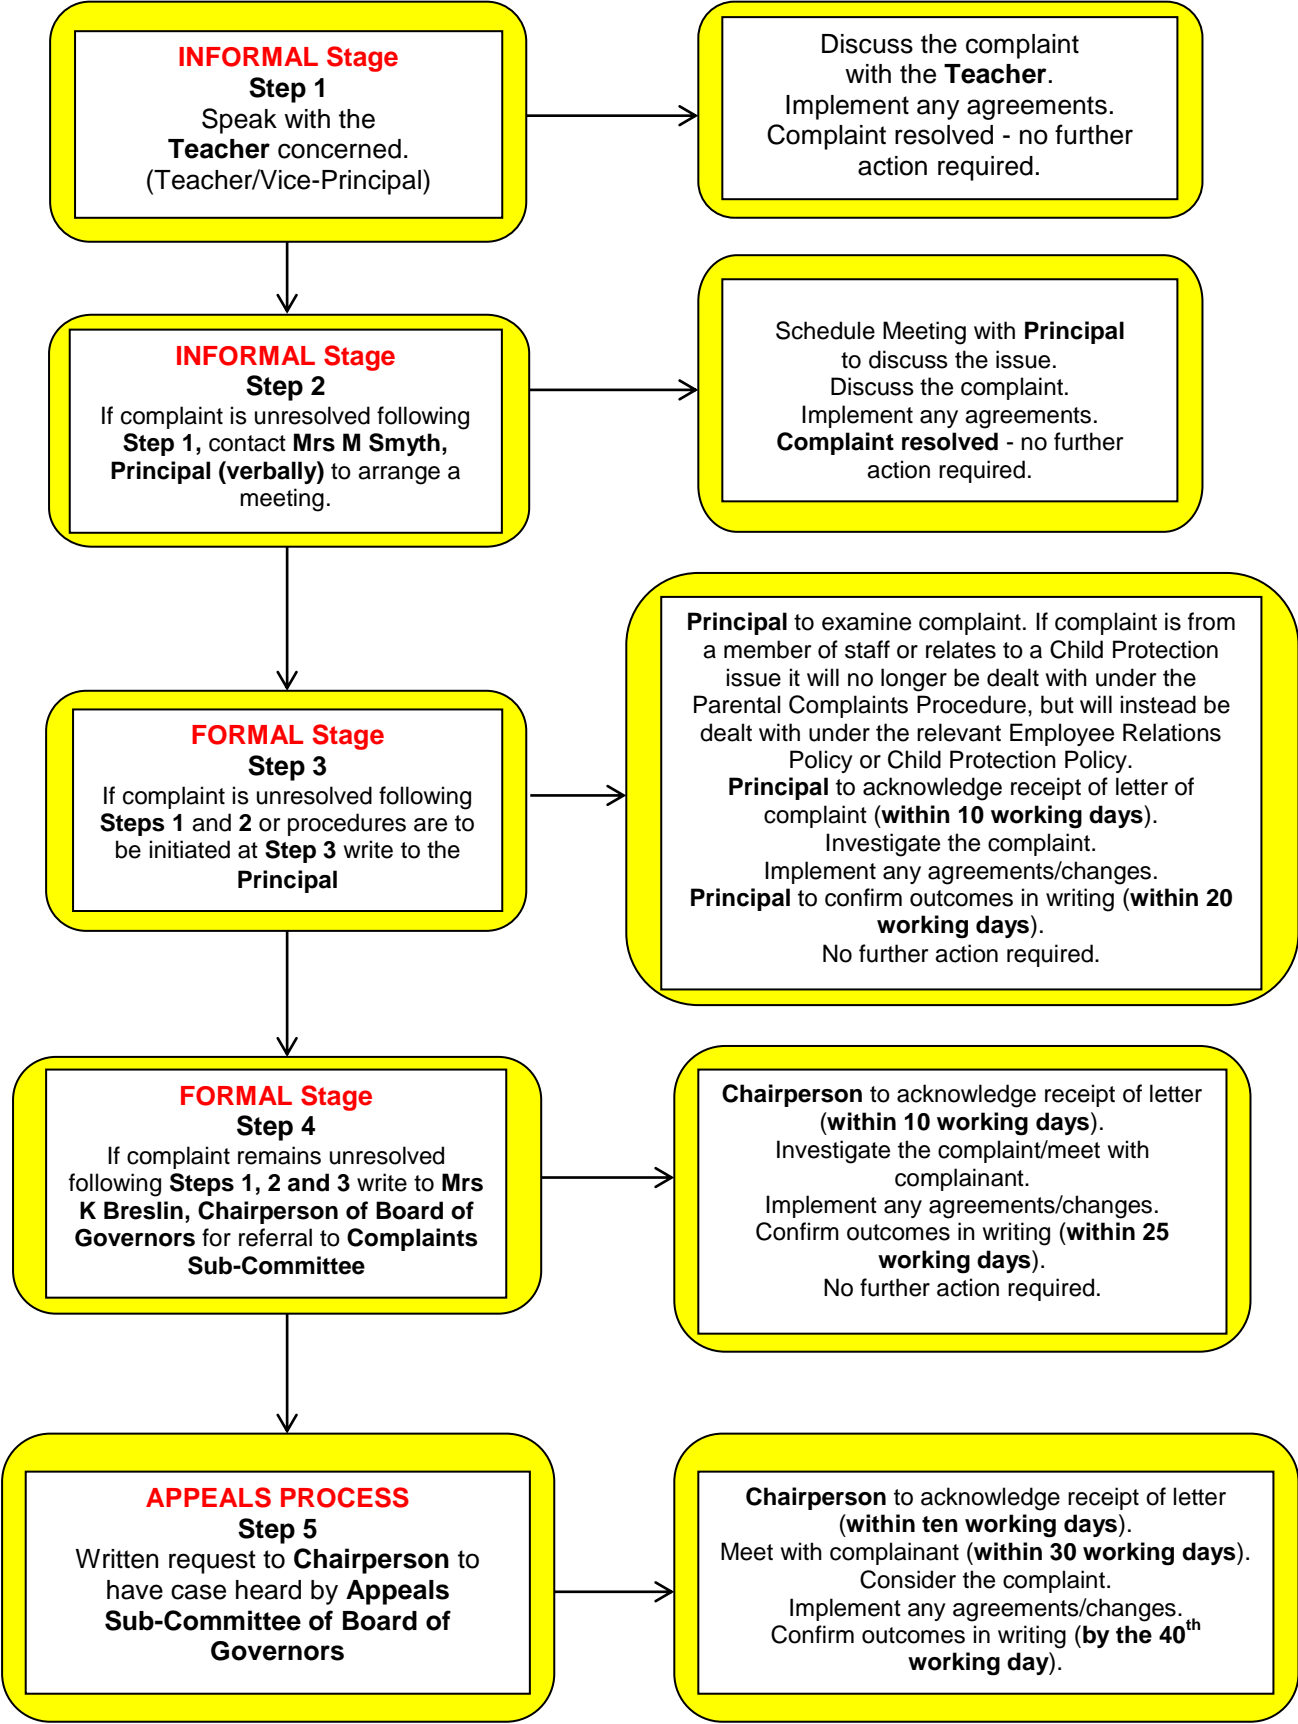 INFORMAL Stage
Step 1
Speak with the
Teacher concerned.
(Teacher/Vice-Principal)
Discuss the complaint
with the Teacher.
Implement any agreements.
Complaint resolved - no further
action required.
INFORMAL Stage
Step 2
If complaint is unresolved following
Step 1, contact Mrs M Smyth,
Principal (verbally) to arrange a
meeting.
Schedule Meeting with Principal
to discuss the issue.
Discuss the complaint.
Implement any agreements.
Complaint resolved - no further
action required.
FORMAL Stage
Step 3
If complaint is unresolved following
Steps 1 and 2 or procedures are to
be initiated at Step 3 write to the
Principal
Principal to examine complaint. If complaint is from
a member of staff or relates to a Child Protection
issue it will no longer be dealt with under the
Parental Complaints Procedure, but will instead be
dealt with under the relevant Employee Relations
Policy or Child Protection Policy.
Principal to acknowledge receipt of letter of
complaint (within 10 working days).
Investigate the complaint.
Implement any agreements/changes.
Principal to confirm outcomes in writing (within 20
working days).
No further action required.
FORMAL Stage
Step 4
If complaint remains unresolved
following Steps 1, 2 and 3 write to Mrs
K Breslin, Chairperson of Board of
Governors for referral to Complaints
Sub-Committee
Chairperson to acknowledge receipt of letter
(within 10 working days).
Investigate the complaint/meet with
complainant.
Implement any agreements/changes.
Confirm outcomes in writing (within 25
working days).
No further action required.
APPEALS PROCESS
Step 5
Written request to Chairperson to
have case heard by Appeals
Sub-Committee of Board of
Governors
Chairperson to acknowledge receipt of letter
(within ten working days).
Meet with complainant (within 30 working days).
Consider the complaint.
Implement any agreements/changes.
Confirm outcomes in writing (by the 40th
working day).